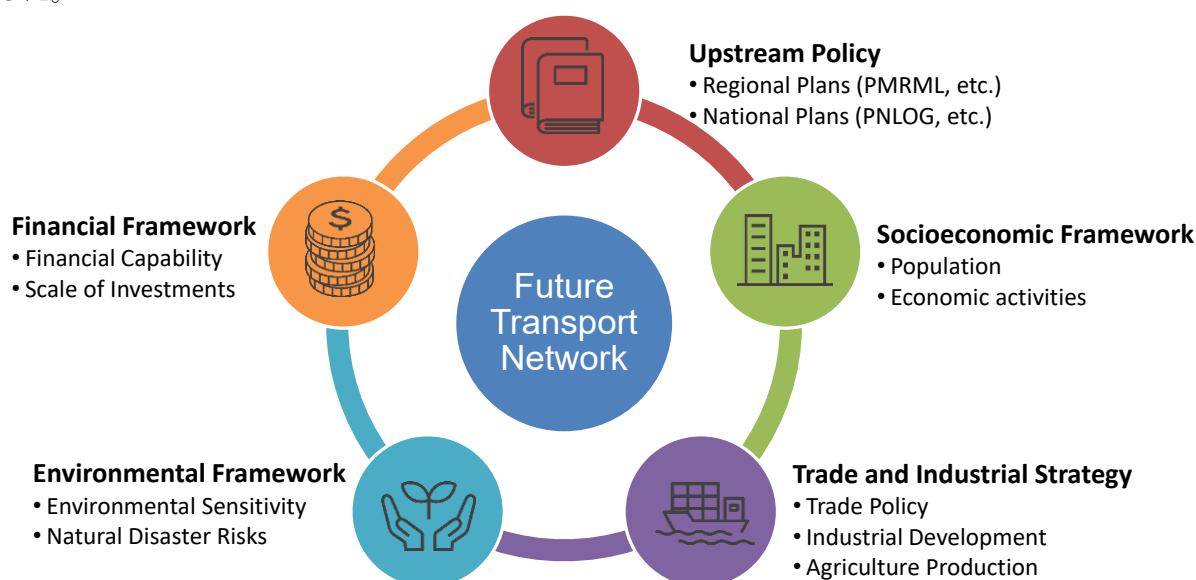 Upstream Policy
• Regional Plans (PMRML, etc.)
• National Plans (PNLOG, etc.)
Financial Framework
• Financial Capability
• Scale of Investments
$
Socioeconomic Framework
• Population
• Economic activities
Future
Transport
Network
Environmental Framework
• Environmental Sensitivity
• Natural Disaster Risks
Trade and Industrial Strategy
• Trade Policy
• Industrial Development
• Agriculture Production